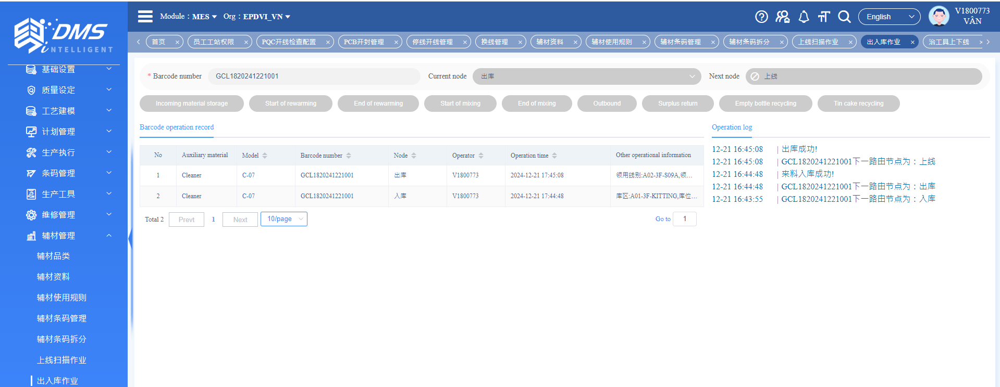 DMS
iNTELLIGENT
Module：MES Org：EPDVI_VN
English
V1800773
VÂN
首页 × 员工工站权限 × PQC开线检查配置 × PCB开封管理 × 停线开线管理 × 换线管理 × 辅材资料 × 辅材使用规则 × 辅材条码管理 × 辅材条码拆分 × 上线扫描作业 × 出入库作业 × 治工具上下线 ×
基础设置
质量设定
工艺建模
计划管理
生产执行
条码管理
生产工具
维修管理
辅材管理
辅材品类
辅材资料
辅材使用规则
辅材条码管理
辅材条码拆分
上线扫描作业
出入库作业
* Barcode number GCL1820241221001 Current node 出库 Next node 上线
Incoming material storage Start of rewarming End of rewarming Start of mixing End of mixing Outbound Surplus return Empty bottle recycling Tin cake recycling
Barcode operation record
No Auxiliary material Model Barcode number Node Operator Operation time Other operational information
1 Cleaner C-07 GCL1820241221001 出库 V1800773 2024-12-21 17:45:08 领用线别:A02-3F-S09A,领...
2 Cleaner C-07 GCL1820241221001 入库 V1800773 2024-12-21 17:44:48 库区:A01-3F-KITTING,库位...
Total 2 Prevt 1 Next 10/page Go to 1
Operation log
12-21 16:45:08 | 出库成功!
12-21 16:45:08 | GCL1820241221001下一路由节点为：上线
12-21 16:44:48 | 来料入库成功!
12-21 16:44:48 | GCL1820241221001下一路由节点为：出库
12-21 16:43:55 | GCL1820241221001下一路由节点为：入库